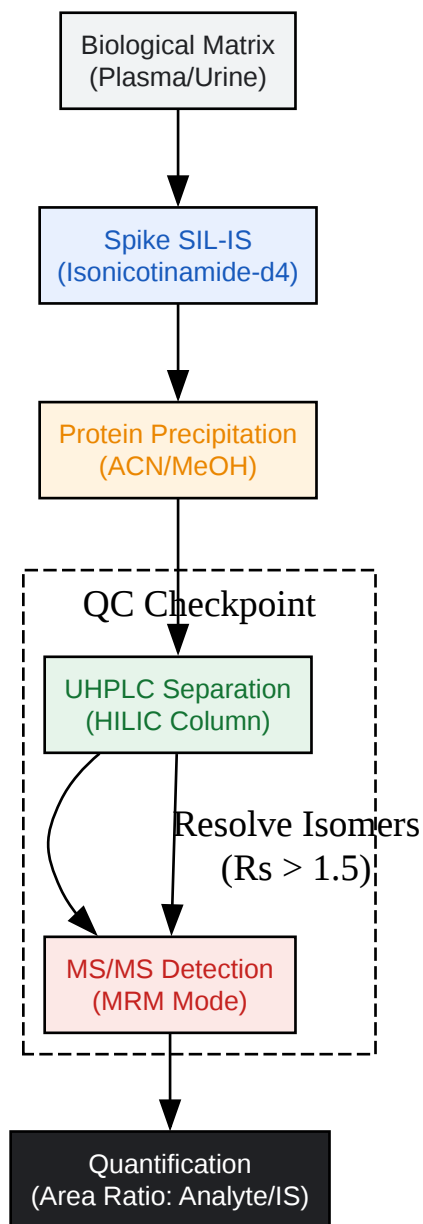 Biological Matrix
(Plasma/Urine)
Spike SIL-IS
(Isonicotinamide-d4)
Protein Precipitation
(ACN/MeOH)
QC Checkpoint
UHPLC Separation
(HILIC Column)
Resolve Isomers
(Rs > 1.5)
MS/MS Detection
(MRM Mode)
Quantification
(Area Ratio: Analyte/IS)